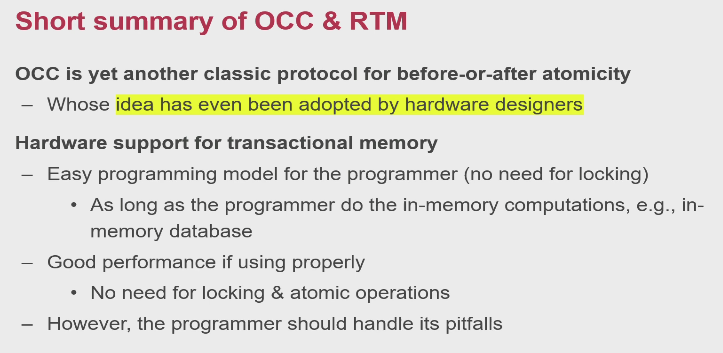 Short summary of OCC & RTM
OCC is yet another classic protocol for before-or-after atomicity
– Whose idea has even been adopted by hardware designers
Hardware support for transactional memory
– Easy programming model for the programmer (no need for locking)
• As long as the programmer do the in-memory computations, e.g., in-
memory database
– Good performance if using properly
• No need for locking & atomic operations
– However, the programmer should handle its pitfalls